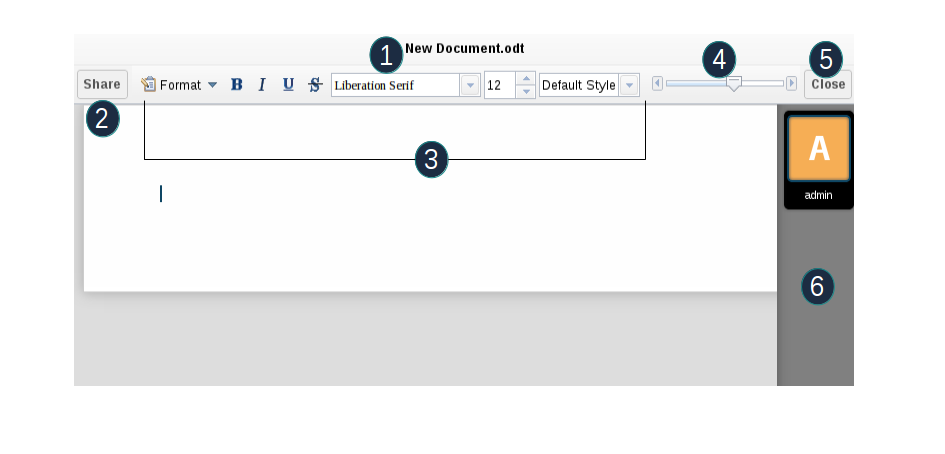 1 New Document.odt
Share Format B I U S Liberation Serif 12 Default Style 4 5 Close
2
3
A
admin
6